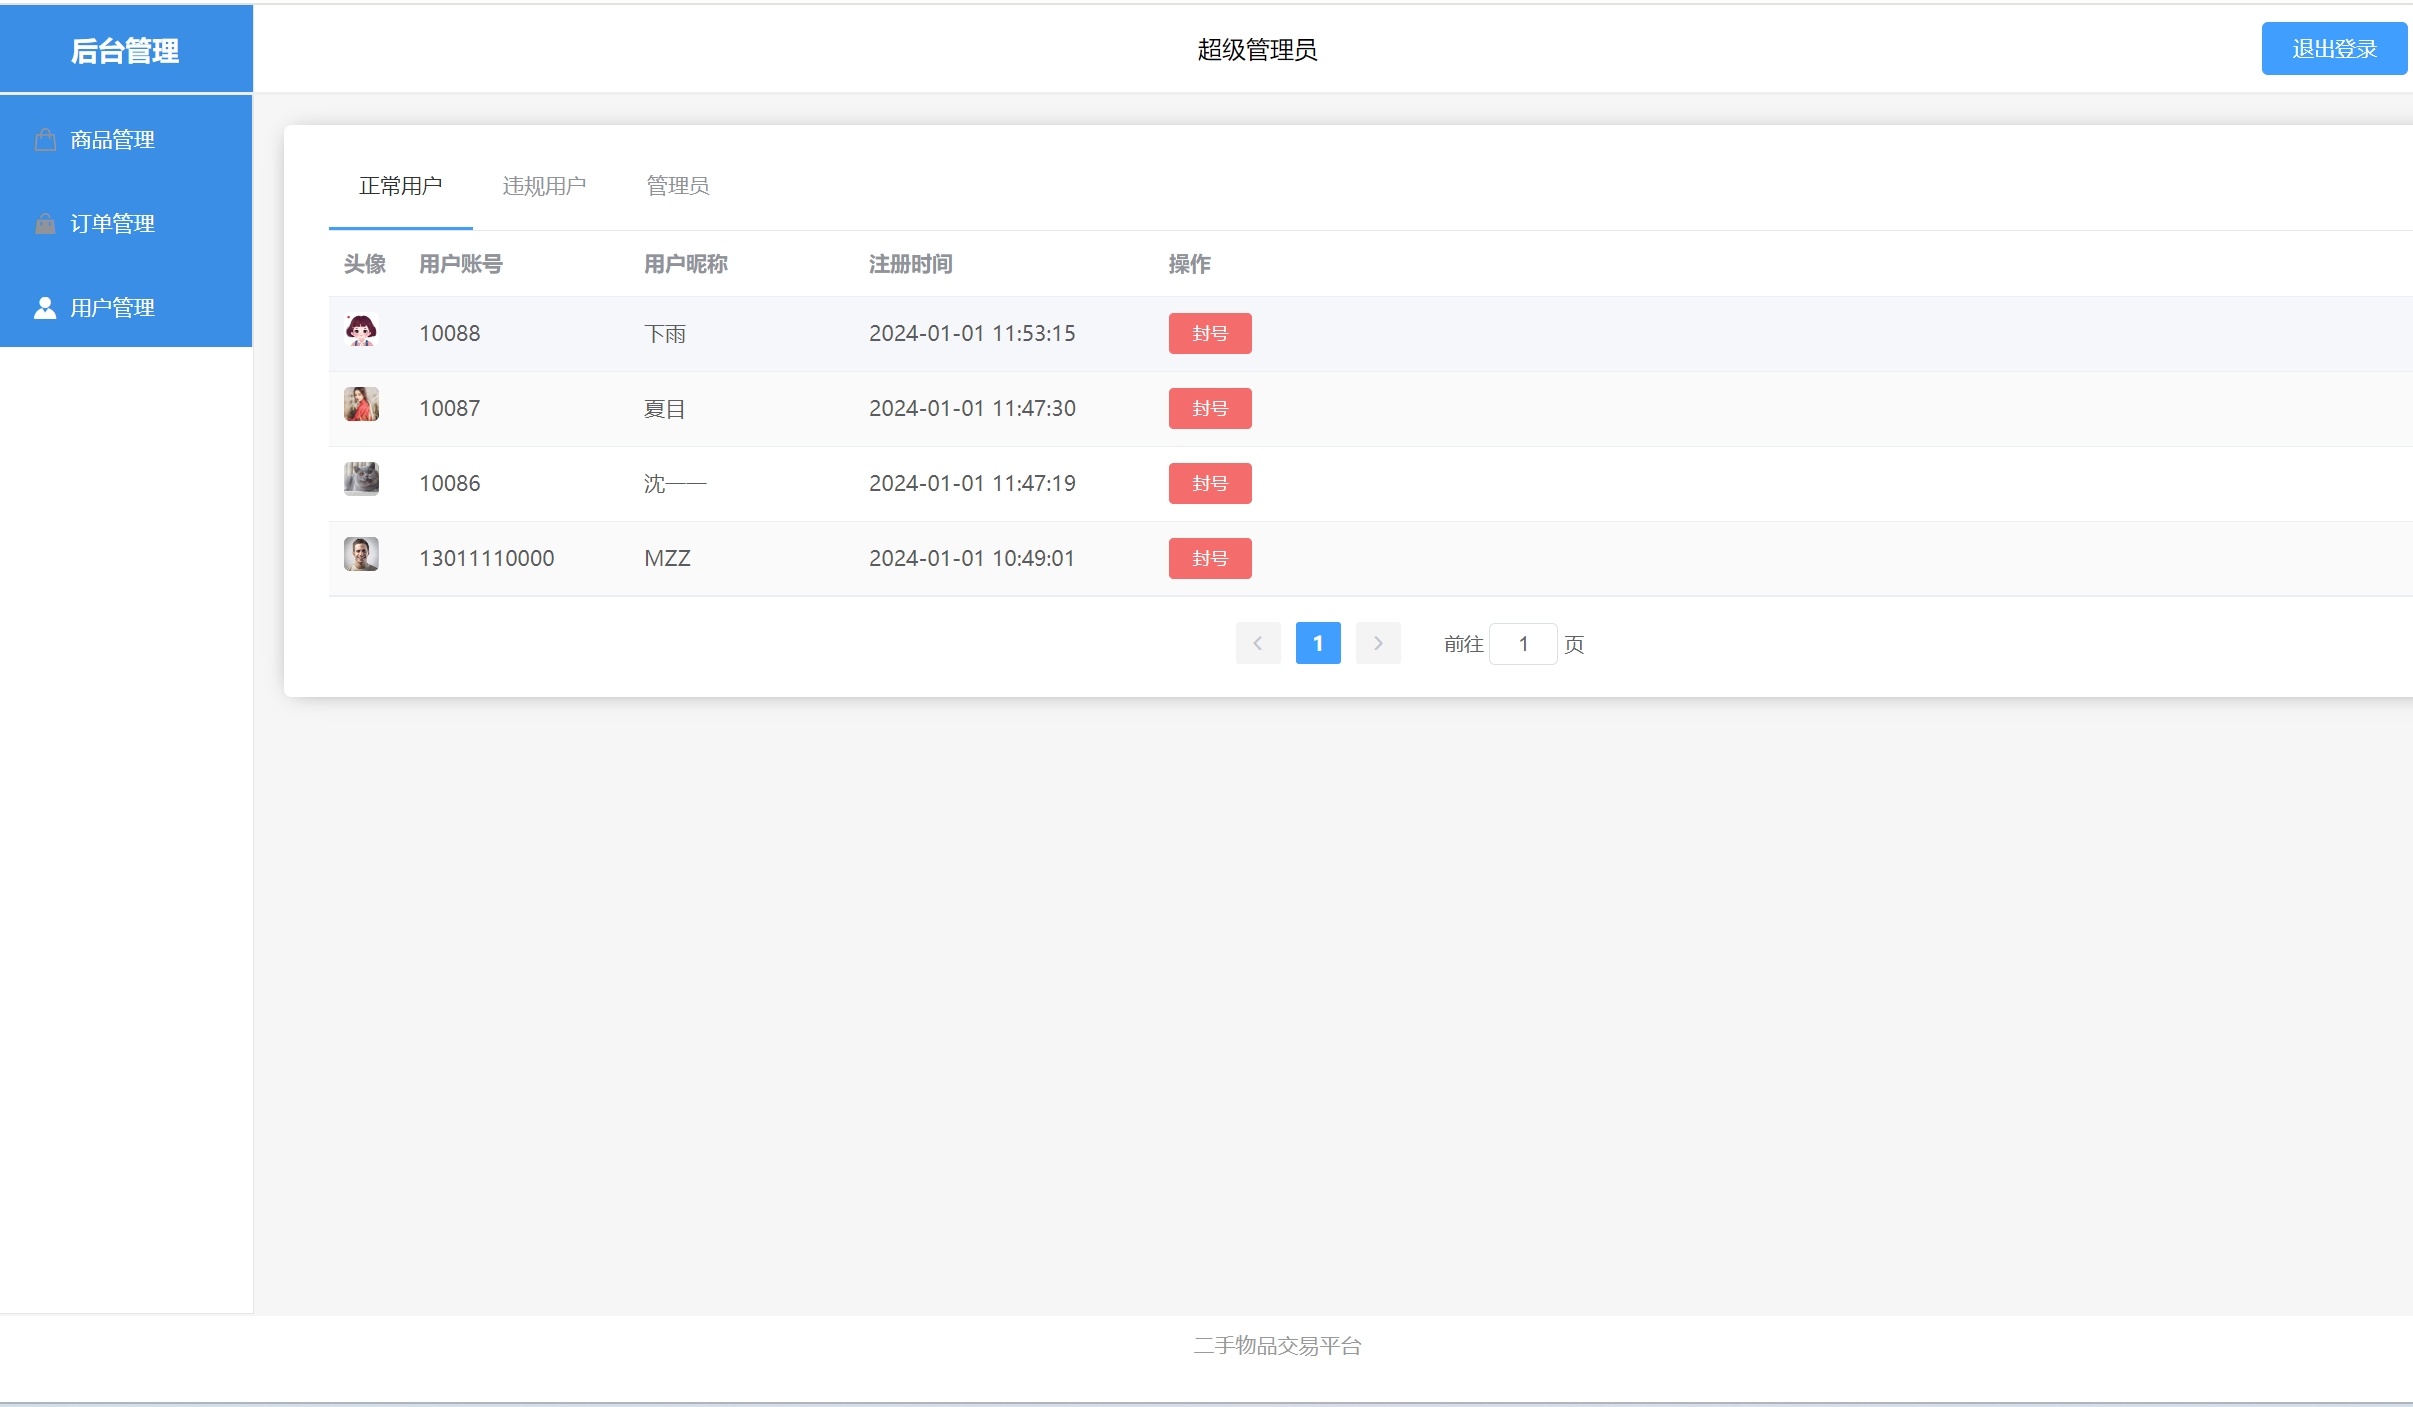 后台管理
超级管理员
退出登录
商品管理
订单管理
用户管理
正常用户 违规用户 管理员
头像 用户账号 用户昵称 注册时间 操作
10088 下雨 2024-01-01 11:53:15 封号
10087 夏目 2024-01-01 11:47:30 封号
10086 沈一一 2024-01-01 11:47:19 封号
13011110000 MZZ 2024-01-01 10:49:01 封号
1 前往 1 页
二手物品交易平台